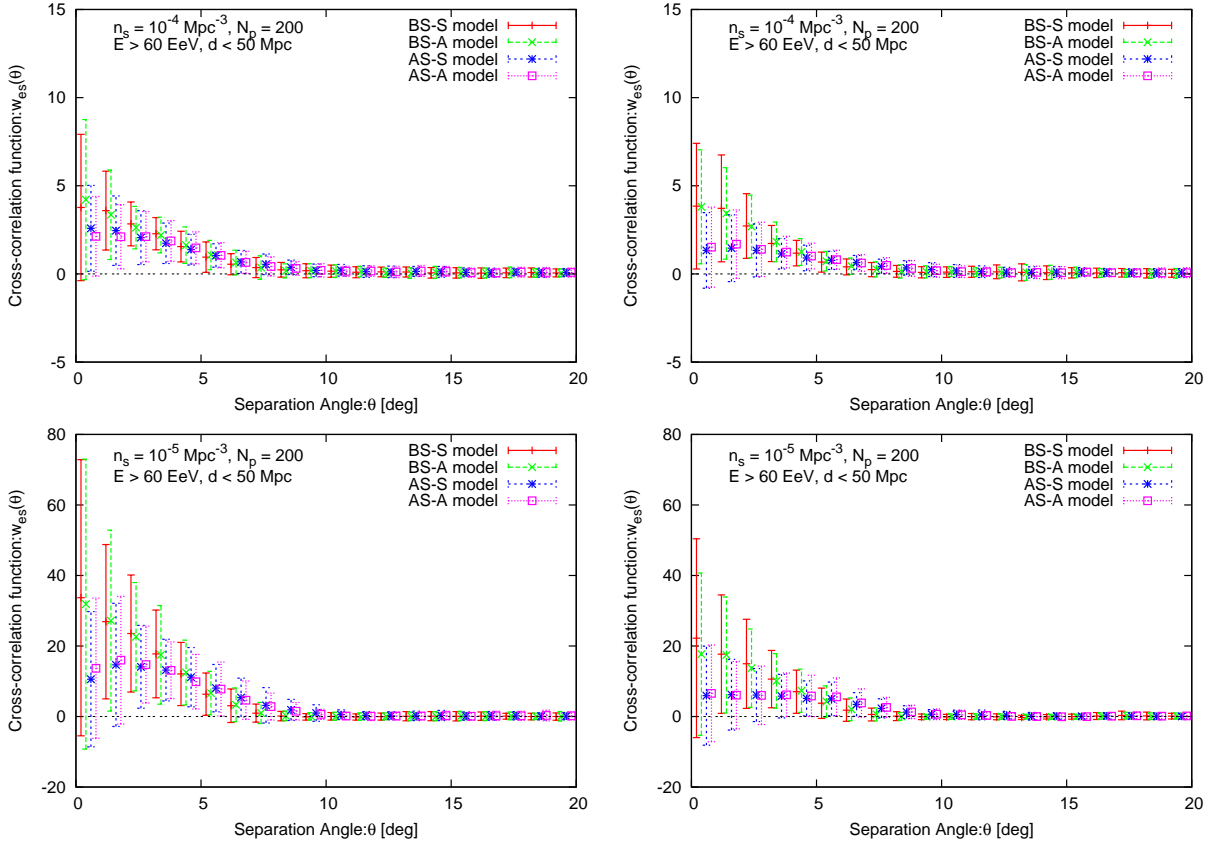 15
10
5
0
-5
0 5 10 15 20
Cross-correlation function:w_es(θ)
Separation Angle:θ [deg]
n_s = 10^-4 Mpc^-3, N_p = 200
E > 60 EeV, d < 50 Mpc
BS-S model
BS-A model
AS-S model
AS-A model
15
10
5
0
-5
0 5 10 15 20
Cross-correlation function:w_es(θ)
Separation Angle:θ [deg]
n_s = 10^-4 Mpc^-3, N_p = 200
E > 60 EeV, d < 50 Mpc
BS-S model
BS-A model
AS-S model
AS-A model
80
60
40
20
0
-20
0 5 10 15 20
Cross-correlation function:w_es(θ)
Separation Angle:θ [deg]
n_s = 10^-5 Mpc^-3, N_p = 200
E > 60 EeV, d < 50 Mpc
BS-S model
BS-A model
AS-S model
AS-A model
80
60
40
20
0
-20
0 5 10 15 20
Cross-correlation function:w_es(θ)
Separation Angle:θ [deg]
n_s = 10^-5 Mpc^-3, N_p = 200
E > 60 EeV, d < 50 Mpc
BS-S model
BS-A model
AS-S model
AS-A model